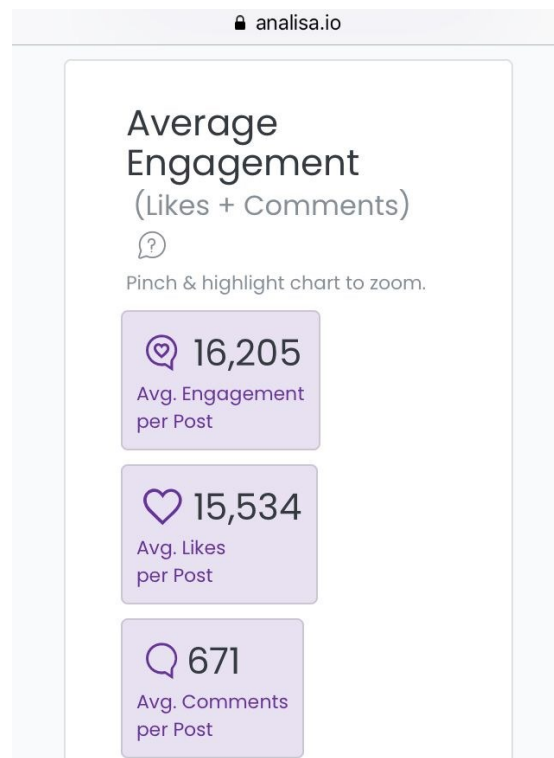 analisa.io
Average
Engagement
(Likes + Comments)
?
Pinch & highlight chart to zoom.
16,205
Avg. Engagement
per Post
15,534
Avg. Likes
per Post
671
Avg. Comments
per Post